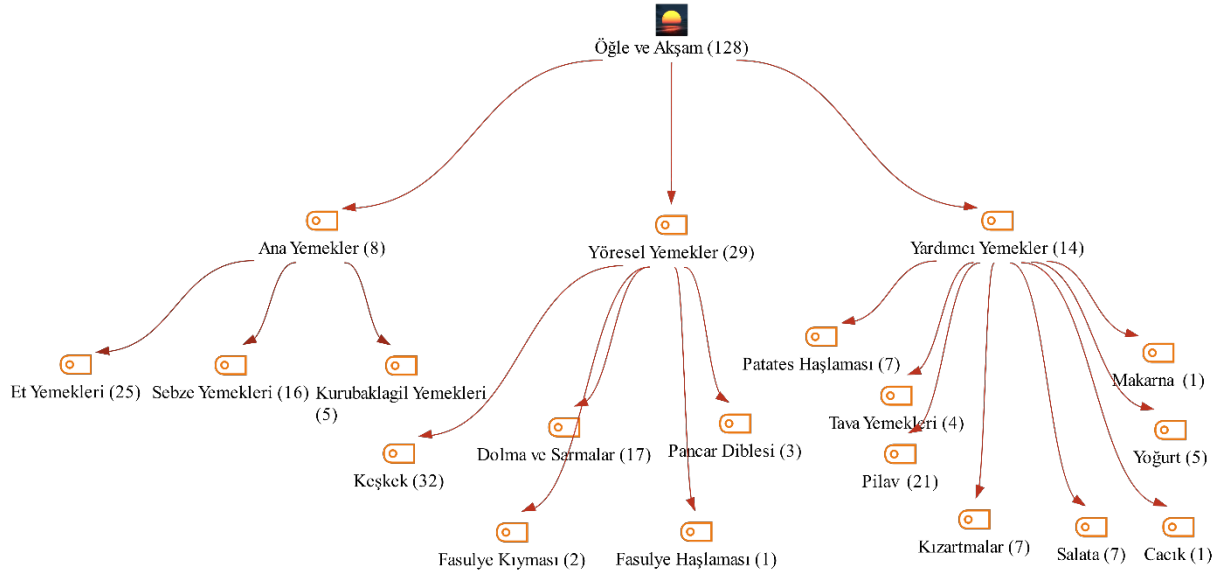 Öğle ve Akşam (128)
Ana Yemekler (8)
Yöresel Yemekler (29)
Yardımcı Yemekler (14)
Et Yemekleri (25)
Sebze Yemekleri (16)
Kurubaklagil Yemekleri
(5)
Keşkek (32)
Dolma ve Sarmalar (17)
Pancar Diblesi (3)
Fasulye Kıyması (2)
Fasulye Haşlaması (1)
Patates Haşlaması (7)
Tava Yemekleri (4)
Pilav (21)
Kızartmalar (7)
Salata (7)
Cacık (1)
Yoğurt (5)
Makarna (1)